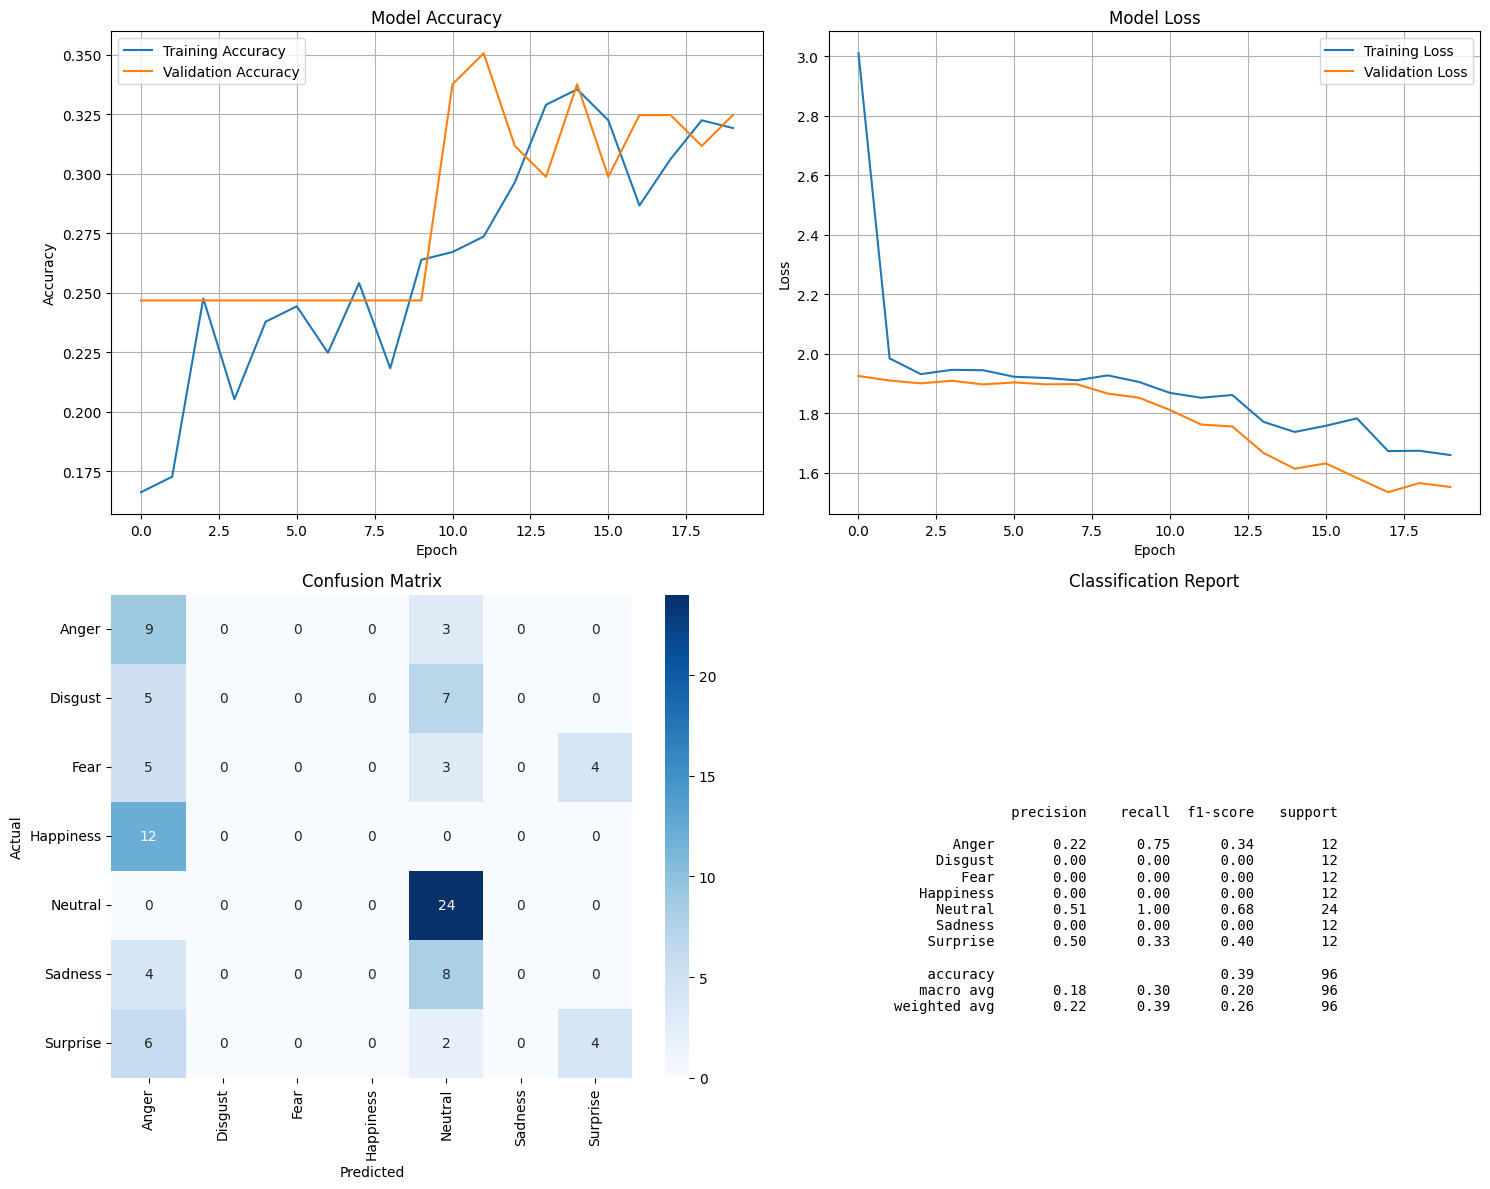 Model Accuracy
Training Accuracy
Validation Accuracy
0.350
0.325
0.300
0.275
0.250
0.225
0.200
0.175
Accuracy
0.0 2.5 5.0 7.5 10.0 12.5 15.0 17.5
Epoch
Model Loss
Training Loss
Validation Loss
3.0
2.8
2.6
2.4
2.2
2.0
1.8
1.6
Loss
0.0 2.5 5.0 7.5 10.0 12.5 15.0 17.5
Epoch
Confusion Matrix
Actual
Anger 9 0 0 0 3 0 0
Disgust 5 0 0 0 7 0 0
Fear 5 0 0 0 3 0 4
Happiness 12 0 0 0 0 0 0
Neutral 0 0 0 0 24 0 0
Sadness 4 0 0 0 8 0 0
Surprise 6 0 0 0 2 0 4
Anger Disgust Fear Happiness Neutral Sadness Surprise
Predicted
20
15
10
5
0
Classification Report
precision recall f1-score support
Anger 0.22 0.75 0.34 12
Disgust 0.00 0.00 0.00 12
Fear 0.00 0.00 0.00 12
Happiness 0.00 0.00 0.00 12
Neutral 0.51 1.00 0.68 24
Sadness 0.00 0.00 0.00 12
Surprise 0.50 0.33 0.40 12
accuracy 0.39 96
macro avg 0.18 0.30 0.20 96
weighted avg 0.22 0.39 0.26 96